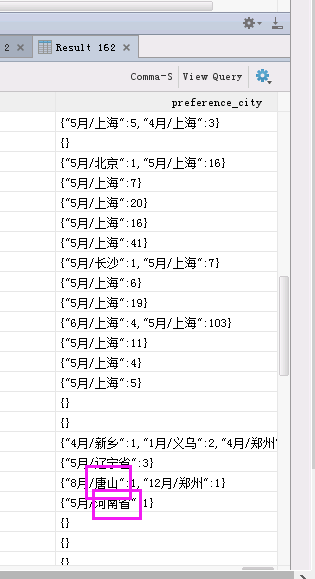 2
Result 162
Comma-S View Query
preference_city
{"5月/上海":5, "4月/上海":3}
{}
{"5月/北京":1, "5月/上海":16}
{"5月/上海":7}
{"5月/上海":20}
{"5月/上海":16}
{"5月/上海":41}
{"5月/长沙":1, "5月/上海":7}
{"5月/上海":6}
{"5月/上海":19}
{"6月/上海":4, "5月/上海":103}
{"5月/上海":11}
{"5月/上海":4}
{"5月/上海":5}
{}
{}
{"4月/新乡":1, "1月/义乌":2, "4月/郑州"
{"5月/辽宁省":3}
{"8月/唐山":1, "12月/郑州":1}
{"5月/河南省":1}
{}
{}
{}